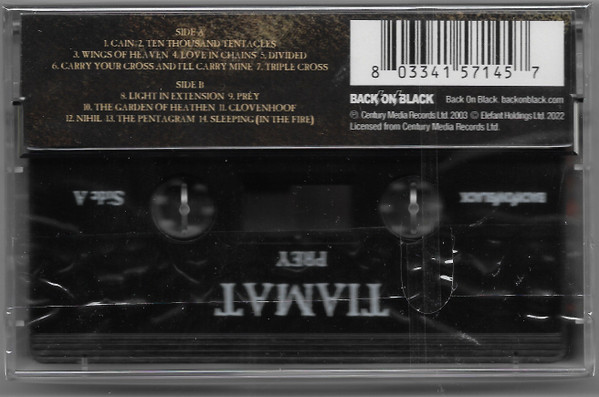 SIDE A
1. CAIN 2. TEN THOUSAND TENTACLES
3. WINGS OF HEAVEN 4. LOVE IN CHAINS 5. DIVIDED
6. CARRY YOUR CROSS AND I'LL CARRY MINE 7. TRIPLE CROSS
SIDE B
8. LIGHT IN EXTENSION 9. PREY
10. THE GARDEN OF HEATHEN 11. CLOVENHOOF
12. NIHIL 13. THE PENTAGRAM 14. SLEEPING (IN THE FIRE)
8 03341 57145 7
BACK ON BLACK Back On Black. backonblack.com
℗ Century Media Records Ltd. 2003 © Elefant Holdings Ltd. 2022
Licensed from Century Media Records Ltd.
Side A
PREY
TIAMAT